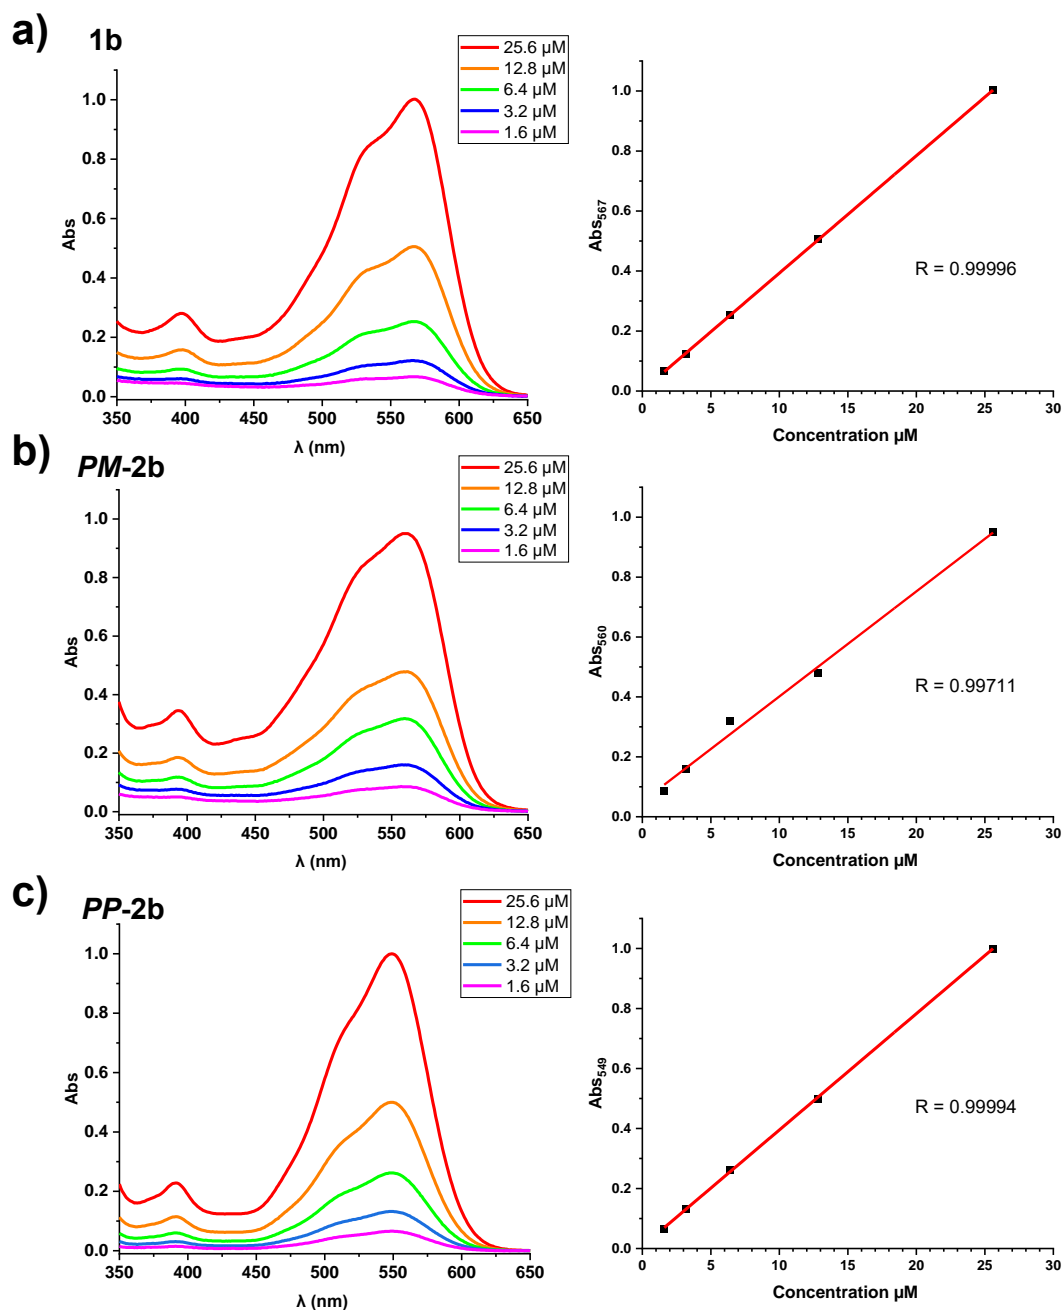 a)
1b
25.6 µM
12.8 µM
6.4 µM
3.2 µM
1.6 µM
1.0
0.8
0.6
0.4
0.2
0.0
Abs
350 400 450 500 550 600 650
λ (nm)
1.0
0.8
0.6
0.4
0.2
0.0
Abs567
R = 0.99996
0 5 10 15 20 25 30
Concentration µM
b)
PM-2b
25.6 µM
12.8 µM
6.4 µM
3.2 µM
1.6 µM
1.0
0.8
0.6
0.4
0.2
0.0
Abs
350 400 450 500 550 600 650
λ (nm)
1.0
0.8
0.6
0.4
0.2
0.0
Abs560
R = 0.99711
0 5 10 15 20 25 30
Concentration µM
c)
PP-2b
25.6 µM
12.8 µM
6.4 µM
3.2 µM
1.6 µM
1.0
0.8
0.6
0.4
0.2
0.0
Abs
350 400 450 500 550 600 650
λ (nm)
1.0
0.8
0.6
0.4
0.2
0.0
Abs549
R = 0.99994
0 5 10 15 20 25 30
Concentration µM